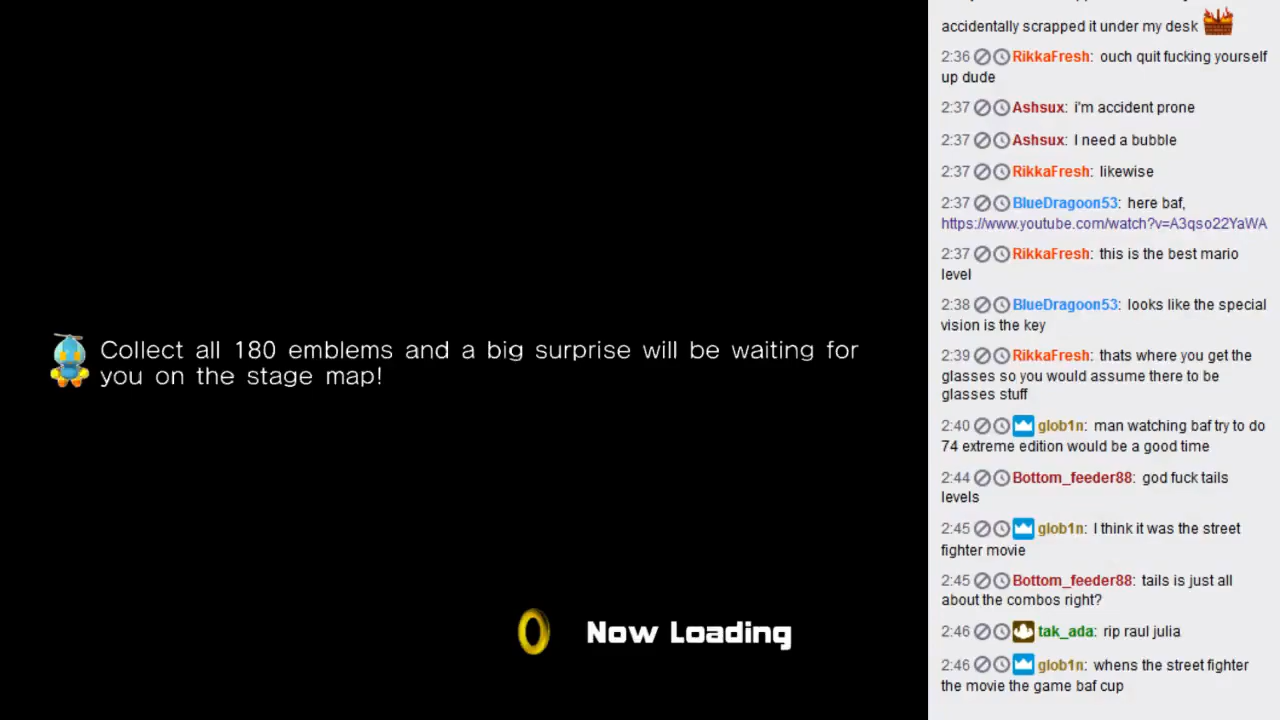 Collect all 180 emblems and a big surprise will be waiting for
you on the stage map!
Now Loading
accidentally scrapped it under my desk
2:36 RikkaFresh: ouch quit fucking yourself
up dude
2:37 Ashsux: i'm accident prone
2:37 Ashsux: I need a bubble
2:37 RikkaFresh: likewise
2:37 BlueDragoon53: here baf,
https://www.youtube.com/watch?v=A3qso22YaWA
2:37 RikkaFresh: this is the best mario
level
2:38 BlueDragoon53: looks like the special
vision is the key
2:39 RikkaFresh: thats where you get the
glasses so you would assume there to be
glasses stuff
2:40 glob1n: man watching baf try to do
74 extreme edition would be a good time
2:44 Bottom_feeder88: god fuck tails
levels
2:45 glob1n: I think it was the street
fighter movie
2:45 Bottom_feeder88: tails is just all
about the combos right?
2:46 tak_ada: rip raul julia
2:46 glob1n: whens the street fighter
the movie the game baf cup